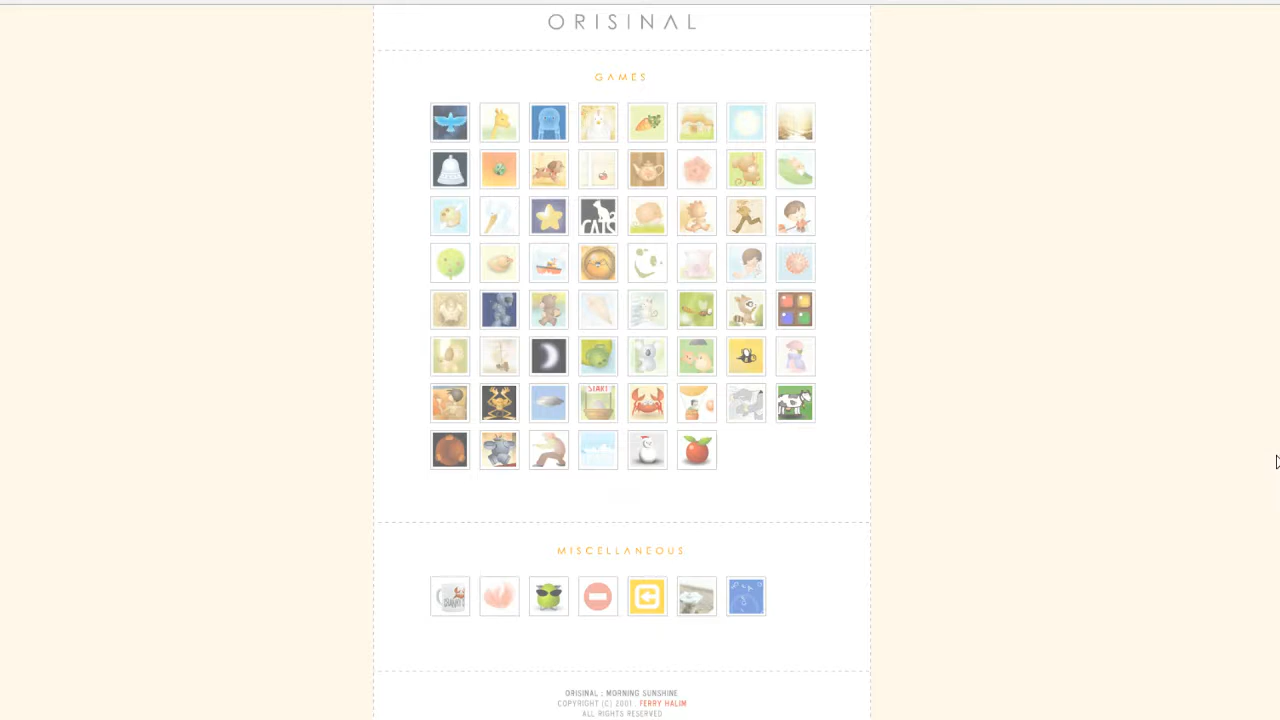 ORISINAL
GAMES
CATS
START
MISCELLANEOUS
ORISINAL : MORNING SUNSHINE
COPYRIGHT (C) 2001 . FERRY HALIM
ALL RIGHTS RESERVED